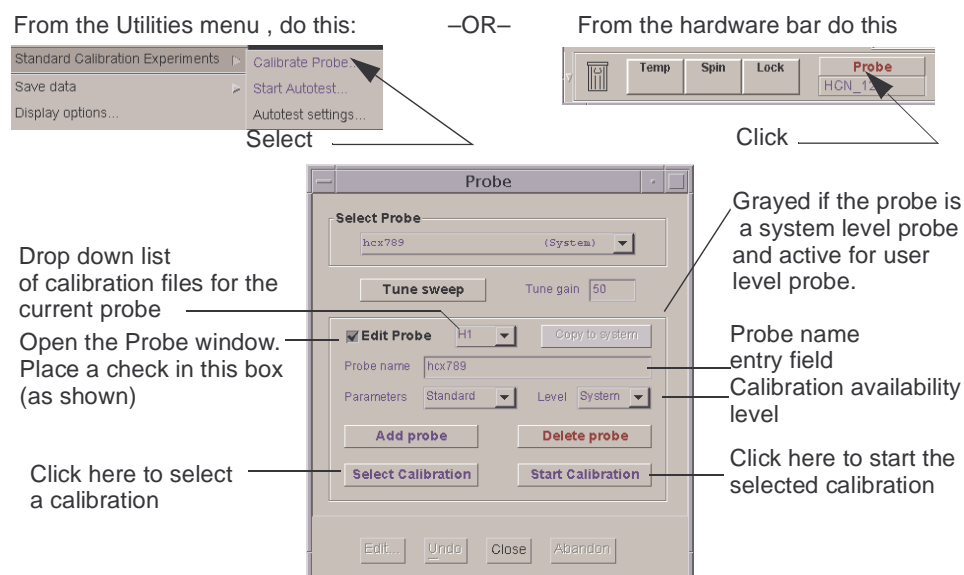 From the Utilities menu , do this:
–OR–
From the hardware bar do this
Standard Calibration Experiments
Calibrate Probe...
Save data
Start Autotest...
Display options...
Autotest settings...
Select
Temp
Spin
Lock
Probe
Click
Probe
Select Probe
hcx789 (System)
Tune sweep
Tune gain 50
Edit Probe H1 Copy to system
Probe name hcx789
Parameters Standard Level System
Add probe
Delete probe
Select Calibration
Start Calibration
Edit...
Undo
Close
Abandon
Drop down list
of calibration files for the
current probe
Open the Probe window.
Place a check in this box
(as shown)
Click here to select
a calibration
Grayed if the probe is
a system level probe
and active for user
level probe.
Probe name
entry field
Calibration availability
level
Click here to start the
selected calibration